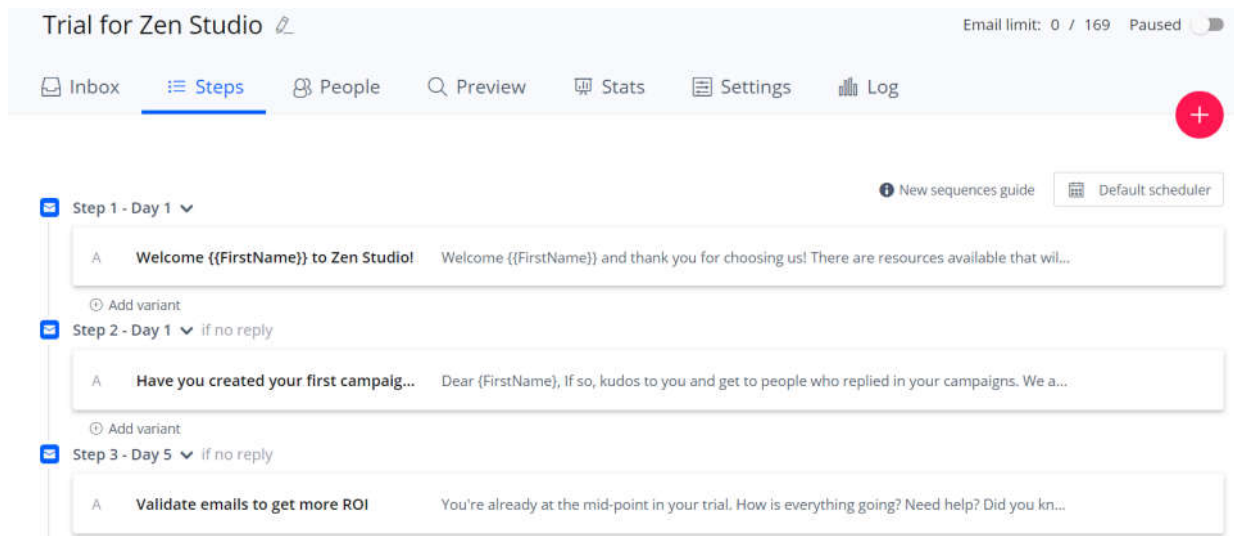 Trial for Zen Studio
Email limit: 0 / 169 Paused
Inbox Steps People Preview Stats Settings Log
New sequences guide Default scheduler
Step 1 - Day 1
A Welcome {{FirstName}} to Zen Studio! Welcome {{FirstName}} and thank you for choosing us! There are resources available that wil...
Add variant
Step 2 - Day 1 if no reply
A Have you created your first campaig... Dear {FirstName}, If so, kudos to you and get to people who replied in your campaigns. We a...
Add variant
Step 3 - Day 5 if no reply
A Validate emails to get more ROI You're already at the mid-point in your trial. How is everything going? Need help? Did you kn...